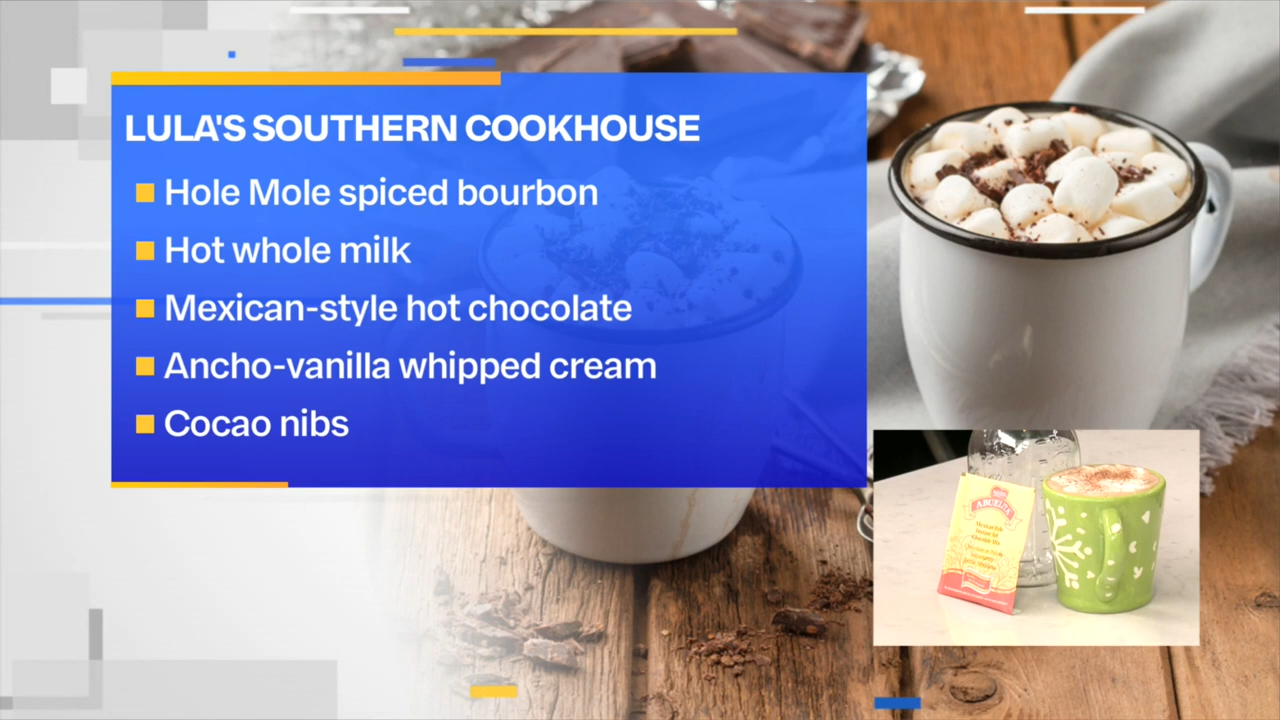 LULA'S SOUTHERN COOKHOUSE
Hole Mole spiced bourbon
Hot whole milk
Mexican-style hot chocolate
Ancho-vanilla whipped cream
Cocao nibs
ABUELITA